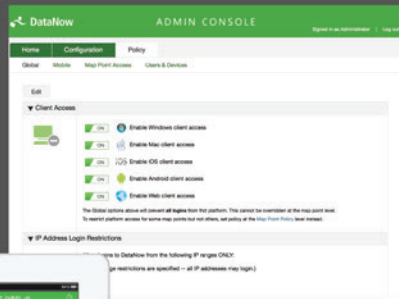 DataNow
ADMIN CONSOLE
Signed in as Administrator | Log out
Home Configuration Policy
Global Mobile Map Point Access Users & Devices
Edit
Client Access
ON Enable Windows client access
ON Enable Mac client access
ON iOS Enable iOS client access
ON Enable Android client access
ON Enable Web client access
The Global options above will prevent all logins from that platform. This cannot be overridden at the map point level.
To restrict platform access for some map points but not others, set policy at the Map Point Policy level instead.
IP Address Login Restrictions
to DataNow from the following IP ranges ONLY:
restrictions are specified – all IP addresses may login.)